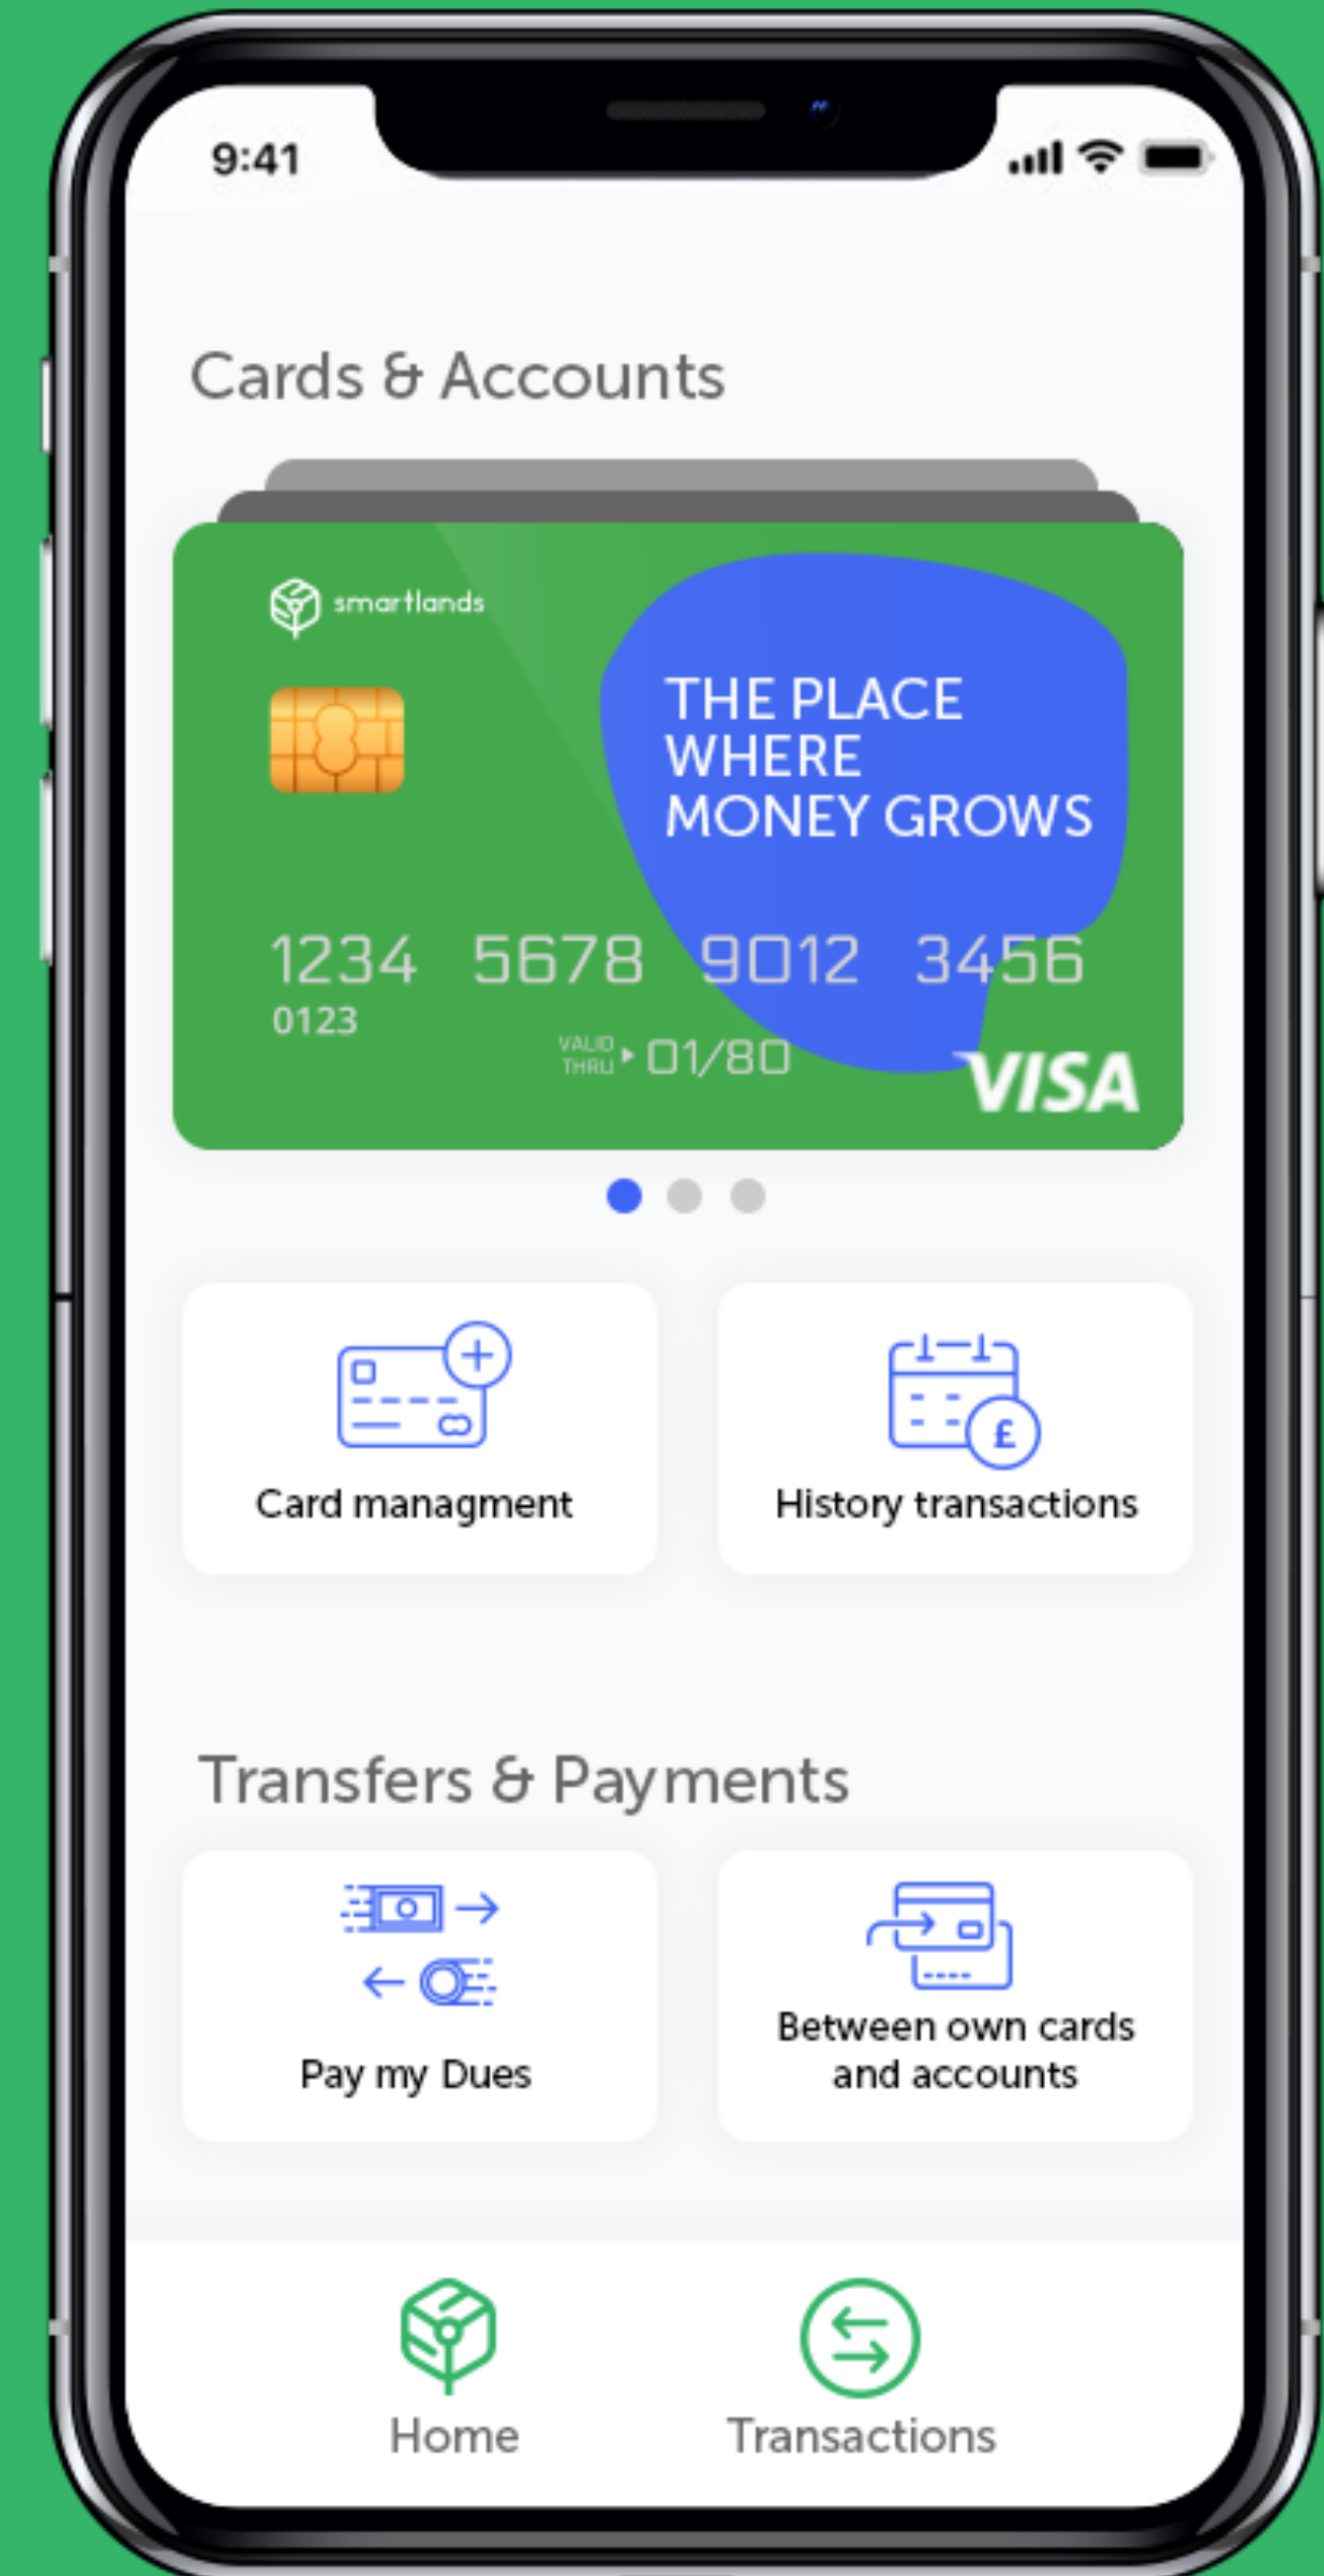 9:41
Cards & Accounts
smartlands
THE PLACE
WHERE
MONEY GROWS
1234 5678 9012 3456
0123
VALID
THRU
01/80
VISA
Card managment
History transactions
£
Transfers & Payments
Pay my Dues
Between own cards
and accounts
Home
Transactions